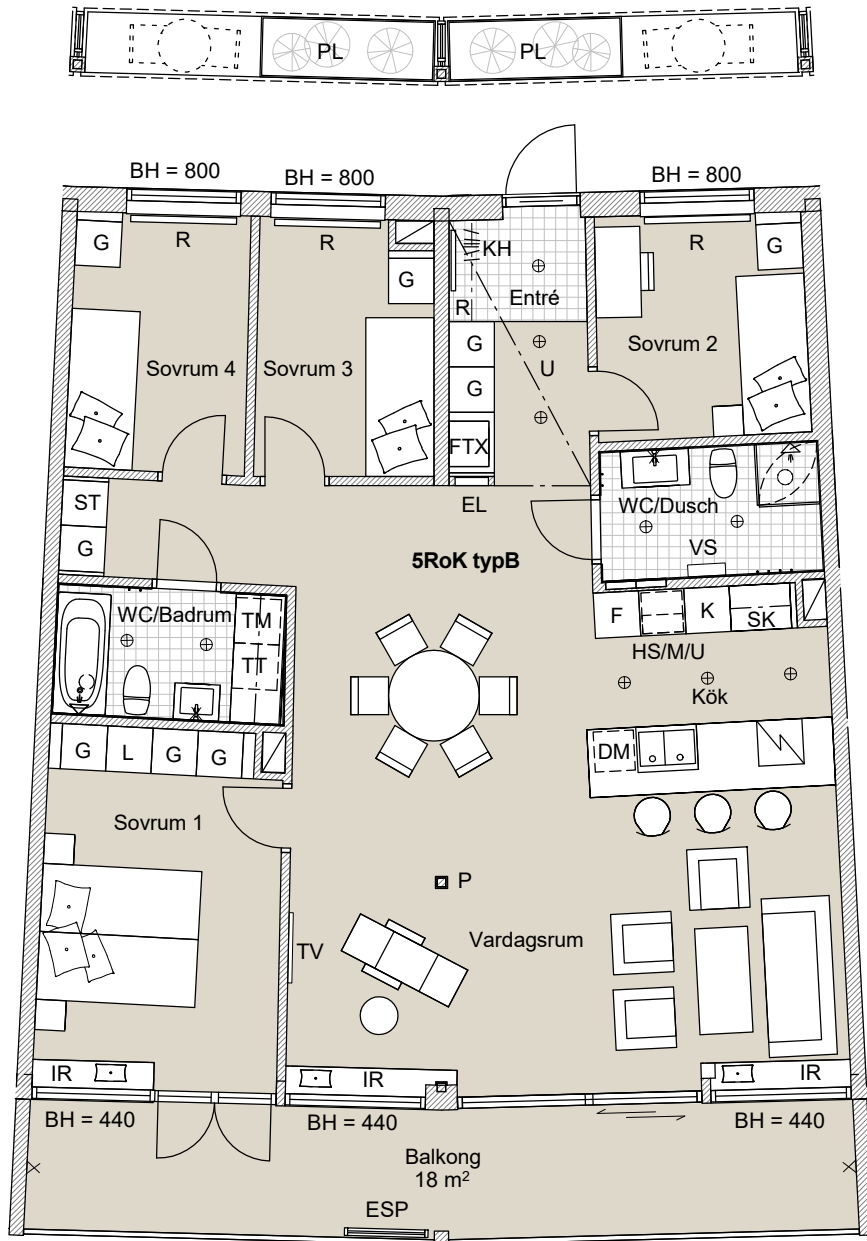 PL PL
BH = 800 BH = 800 BH = 800
G R R KH R G
G R Entré
Sovrum 4 Sovrum 3 G U Sovrum 2
G
FTX
ST EL WC/Dusch
G 5RoK typB VS
WC/Badrum TM F K SK
TT HS/M/U
Kök
G L G G DM
Sovrum 1
P
TV Vardagsrum
IR IR IR
BH = 440 BH = 440 BH = 440
Balkong
18 m²
ESP